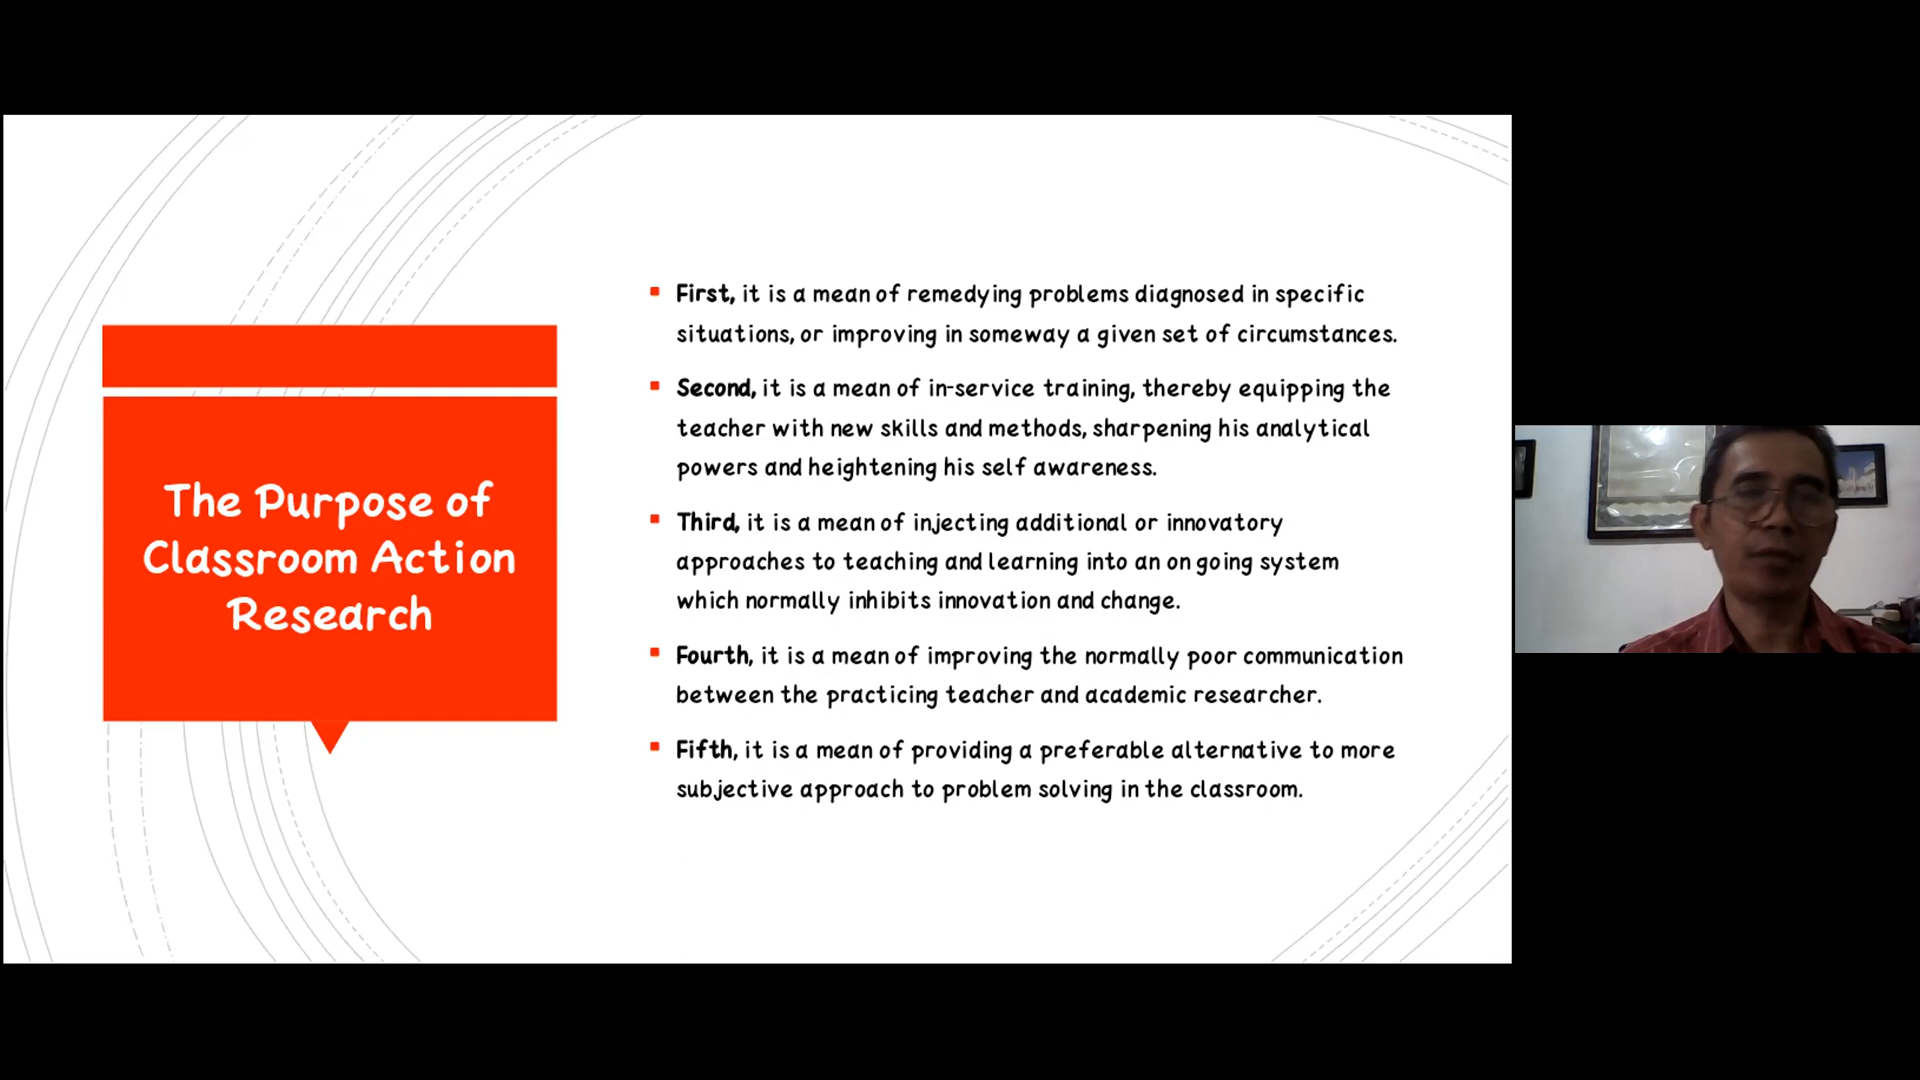 The Purpose of
Classroom Action
Research
First, it is a mean of remedying problems diagnosed in specific
situations, or improving in someway a given set of circumstances.
Second, it is a mean of in-service training, thereby equipping the
teacher with new skills and methods, sharpening his analytical
powers and heightening his self awareness.
Third, it is a mean of injecting additional or innovatory
approaches to teaching and learning into an on going system
which normally inhibits innovation and change.
Fourth, it is a mean of improving the normally poor communication
between the practicing teacher and academic researcher.
Fifth, it is a mean of providing a preferable alternative to more
subjective approach to problem solving in the classroom.